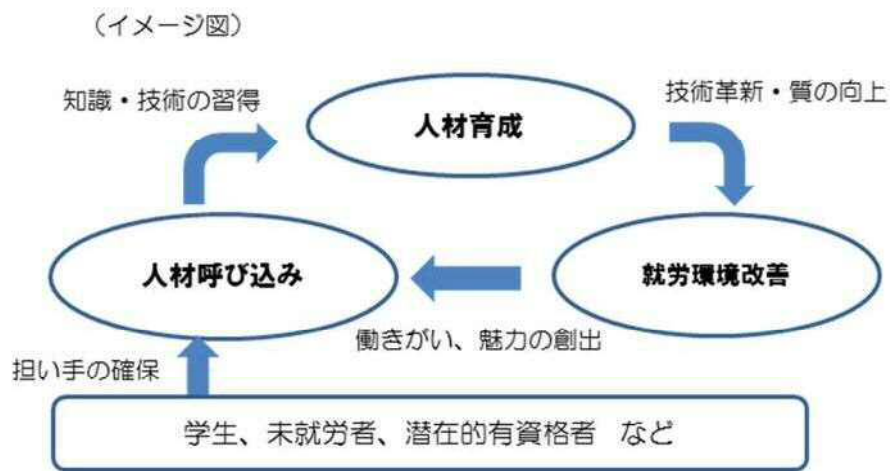 （イメージ図）
知識・技術の習得
人材育成
技術革新・質の向上
人材呼び込み
就労環境改善
働きがい、魅力の創出
担い手の確保
学生、未就労者、潜在的有資格者　など